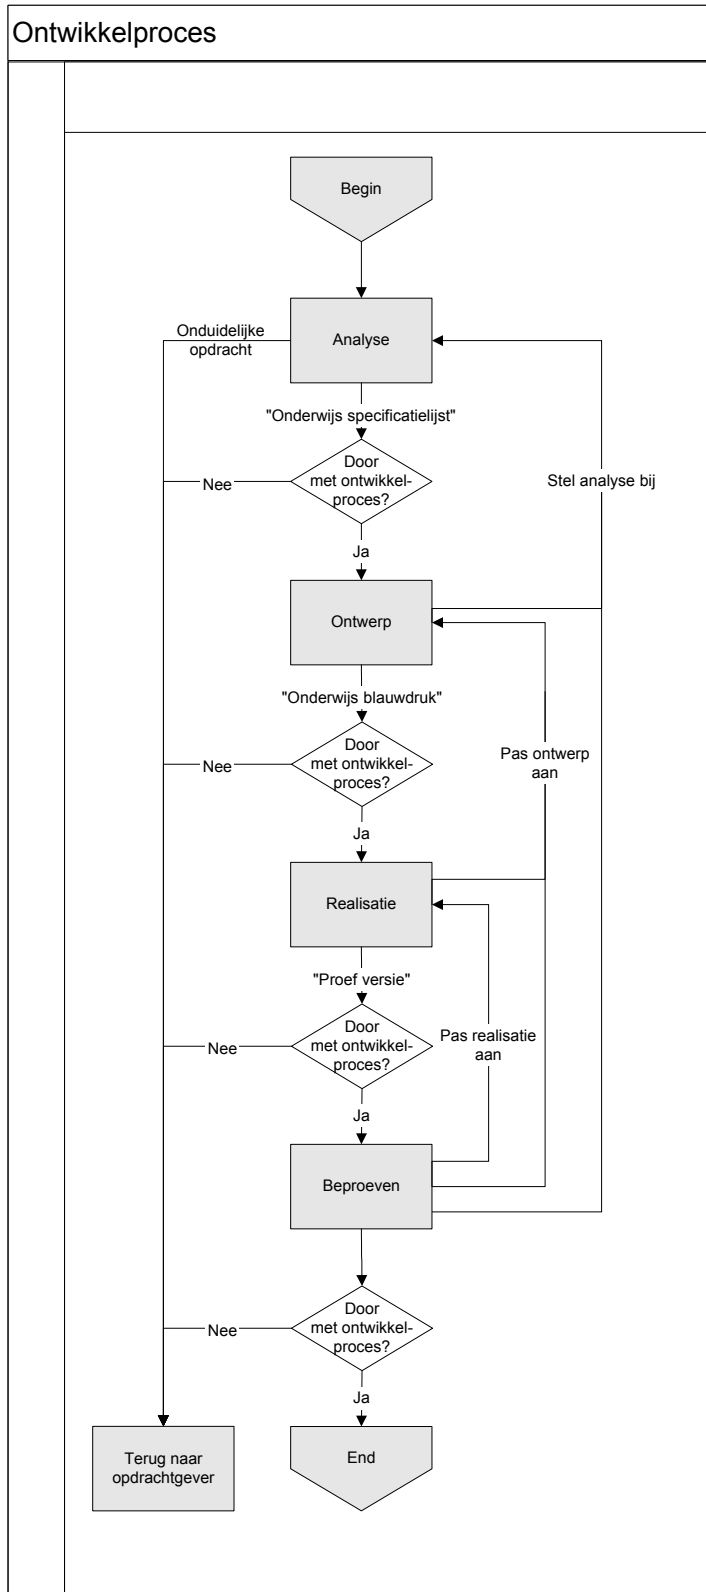 Ontwikkelproces
Begin
Onduidelijke
opdracht
Analyse
"Onderwijs specificatielijst"
Door
met ontwikkel-
proces?
Nee
Stel analyse bij
Ja
Ontwerp
"Onderwijs blauwdruk"
Door
met ontwikkel-
proces?
Nee
Pas ontwerp
aan
Ja
Realisatie
"Proef versie"
Door
met ontwikkel-
proces?
Nee
Pas realisatie
aan
Ja
Beproeven
Door
met ontwikkel-
proces?
Nee
Ja
Terug naar
opdrachtgever
End